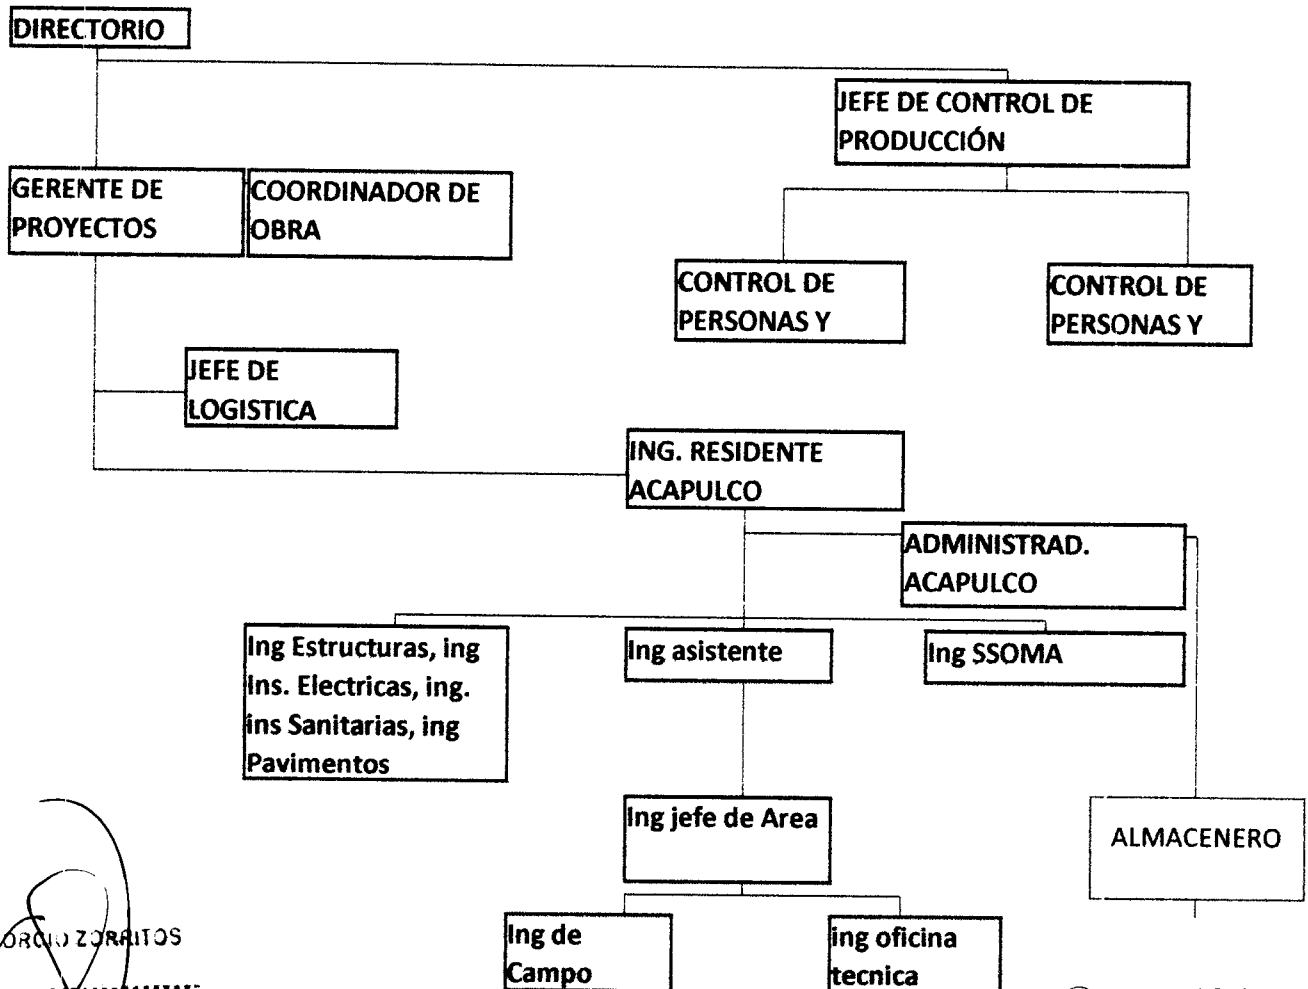 DIRECTORIO
JEFE DE CONTROL DE
PRODUCCIÓN
GERENTE DE
PROYECTOS
COORDINADOR DE
OBRA
CONTROL DE
PERSONAS Y
CONTROL DE
PERSONAS Y
JEFE DE
LOGISTICA
ING. RESIDENTE
ACAPULCO
ADMINISTRAD.
ACAPULCO
Ing Estructuras, ing
Ins. Electricas, ing.
ins Sanitarias, ing
Pavimentos
Ing asistente
Ing SSOMA
Ing jefe de Area
ALMACENERO
Ing de
Campo
ing oficina
tecnica
ZORRITOS